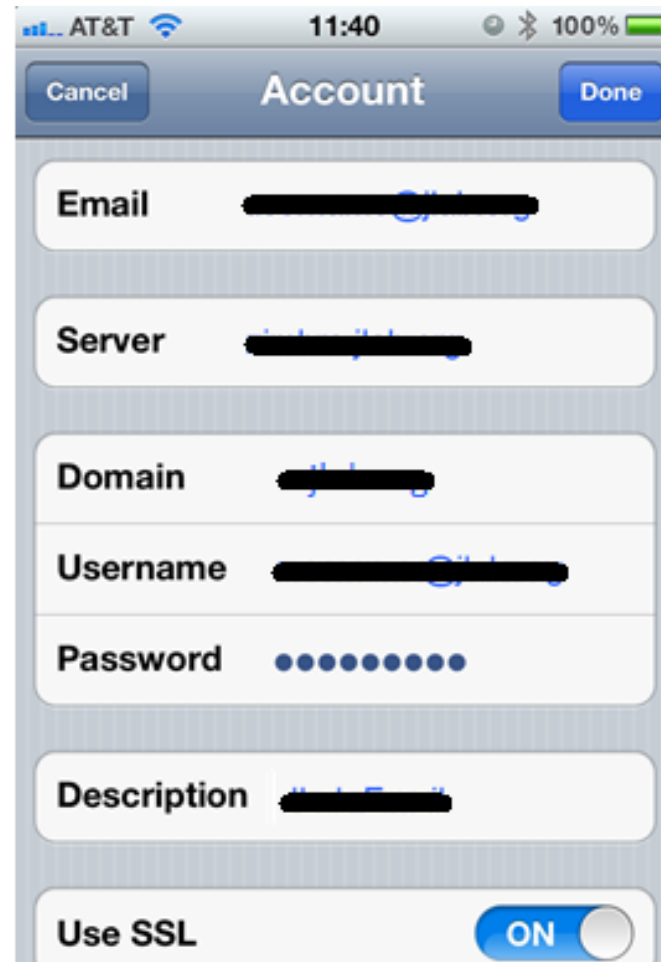 AT&T 11:40 100%
Cancel Account Done
Email
Server
Domain
Username
Password
Description
Use SSL ON